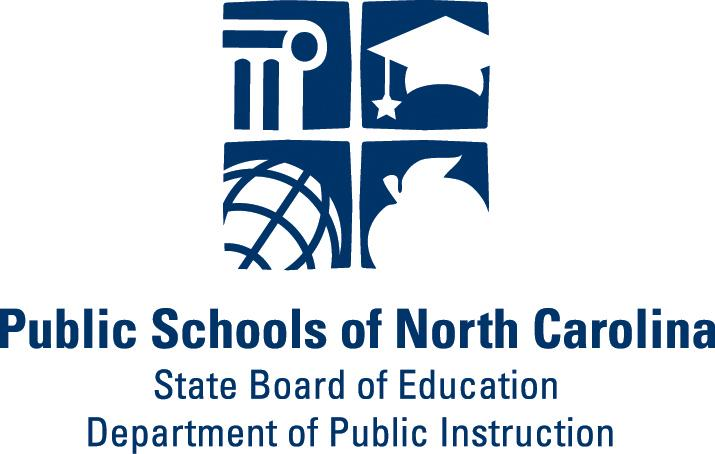 Public Schools of North Carolina
State Board of Education
Department of Public Instruction